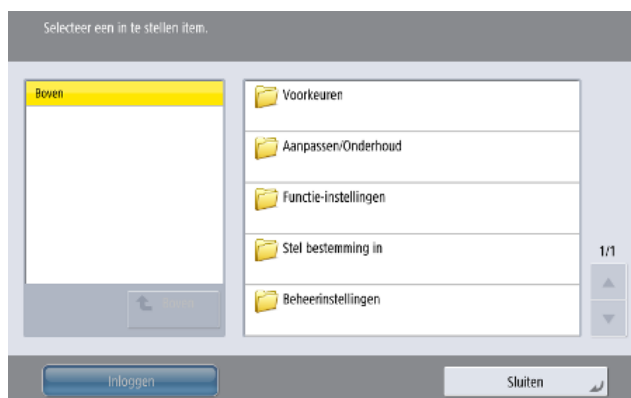 Selecteer een in te stellen item.
Boven
Voorkeuren
Aanpassen/Onderhoud
Functie-instellingen
Stel bestemming in
1/1
Beheerinstellingen
Boven
Inloggen
Sluiten